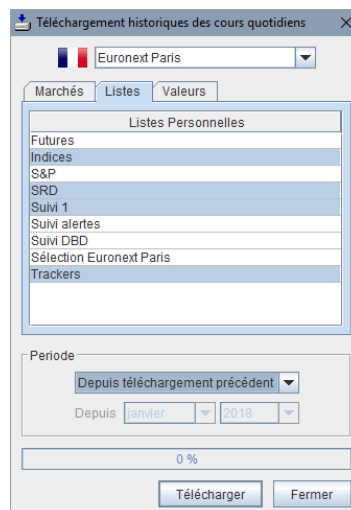 Téléchargement historiques des cours quotidiens
Euronext Paris
Marchés Listes Valeurs
Listes Personnelles
Futures
Indices
S&P
SRD
Suivi 1
Suivi alertes
Suivi DBD
Sélection Euronext Paris
Trackers
Periode
Depuis téléchargement précédent
Depuis janvier 2018
0 %
Télécharger Fermer